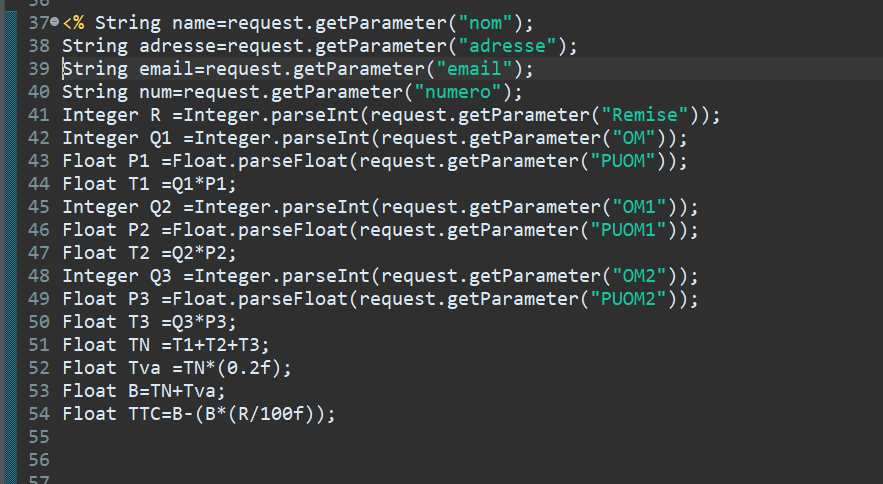 37 <% String name=request.getParameter("nom");
38 String adresse=request.getParameter("adresse");
39 String email=request.getParameter("email");
40 String num=request.getParameter("numero");
41 Integer R =Integer.parseInt(request.getParameter("Remise"));
42 Integer Q1 =Integer.parseInt(request.getParameter("OM"));
43 Float P1 =Float.parseFloat(request.getParameter("PUOM"));
44 Float T1 =Q1*P1;
45 Integer Q2 =Integer.parseInt(request.getParameter("OM1"));
46 Float P2 =Float.parseFloat(request.getParameter("PUOM1"));
47 Float T2 =Q2*P2;
48 Integer Q3 =Integer.parseInt(request.getParameter("OM2"));
49 Float P3 =Float.parseFloat(request.getParameter("PUOM2"));
50 Float T3 =Q3*P3;
51 Float TN =T1+T2+T3;
52 Float Tva =TN*(0.2f);
53 Float B=TN+Tva;
54 Float TTC=B-(B*(R/100f));
55
56
57